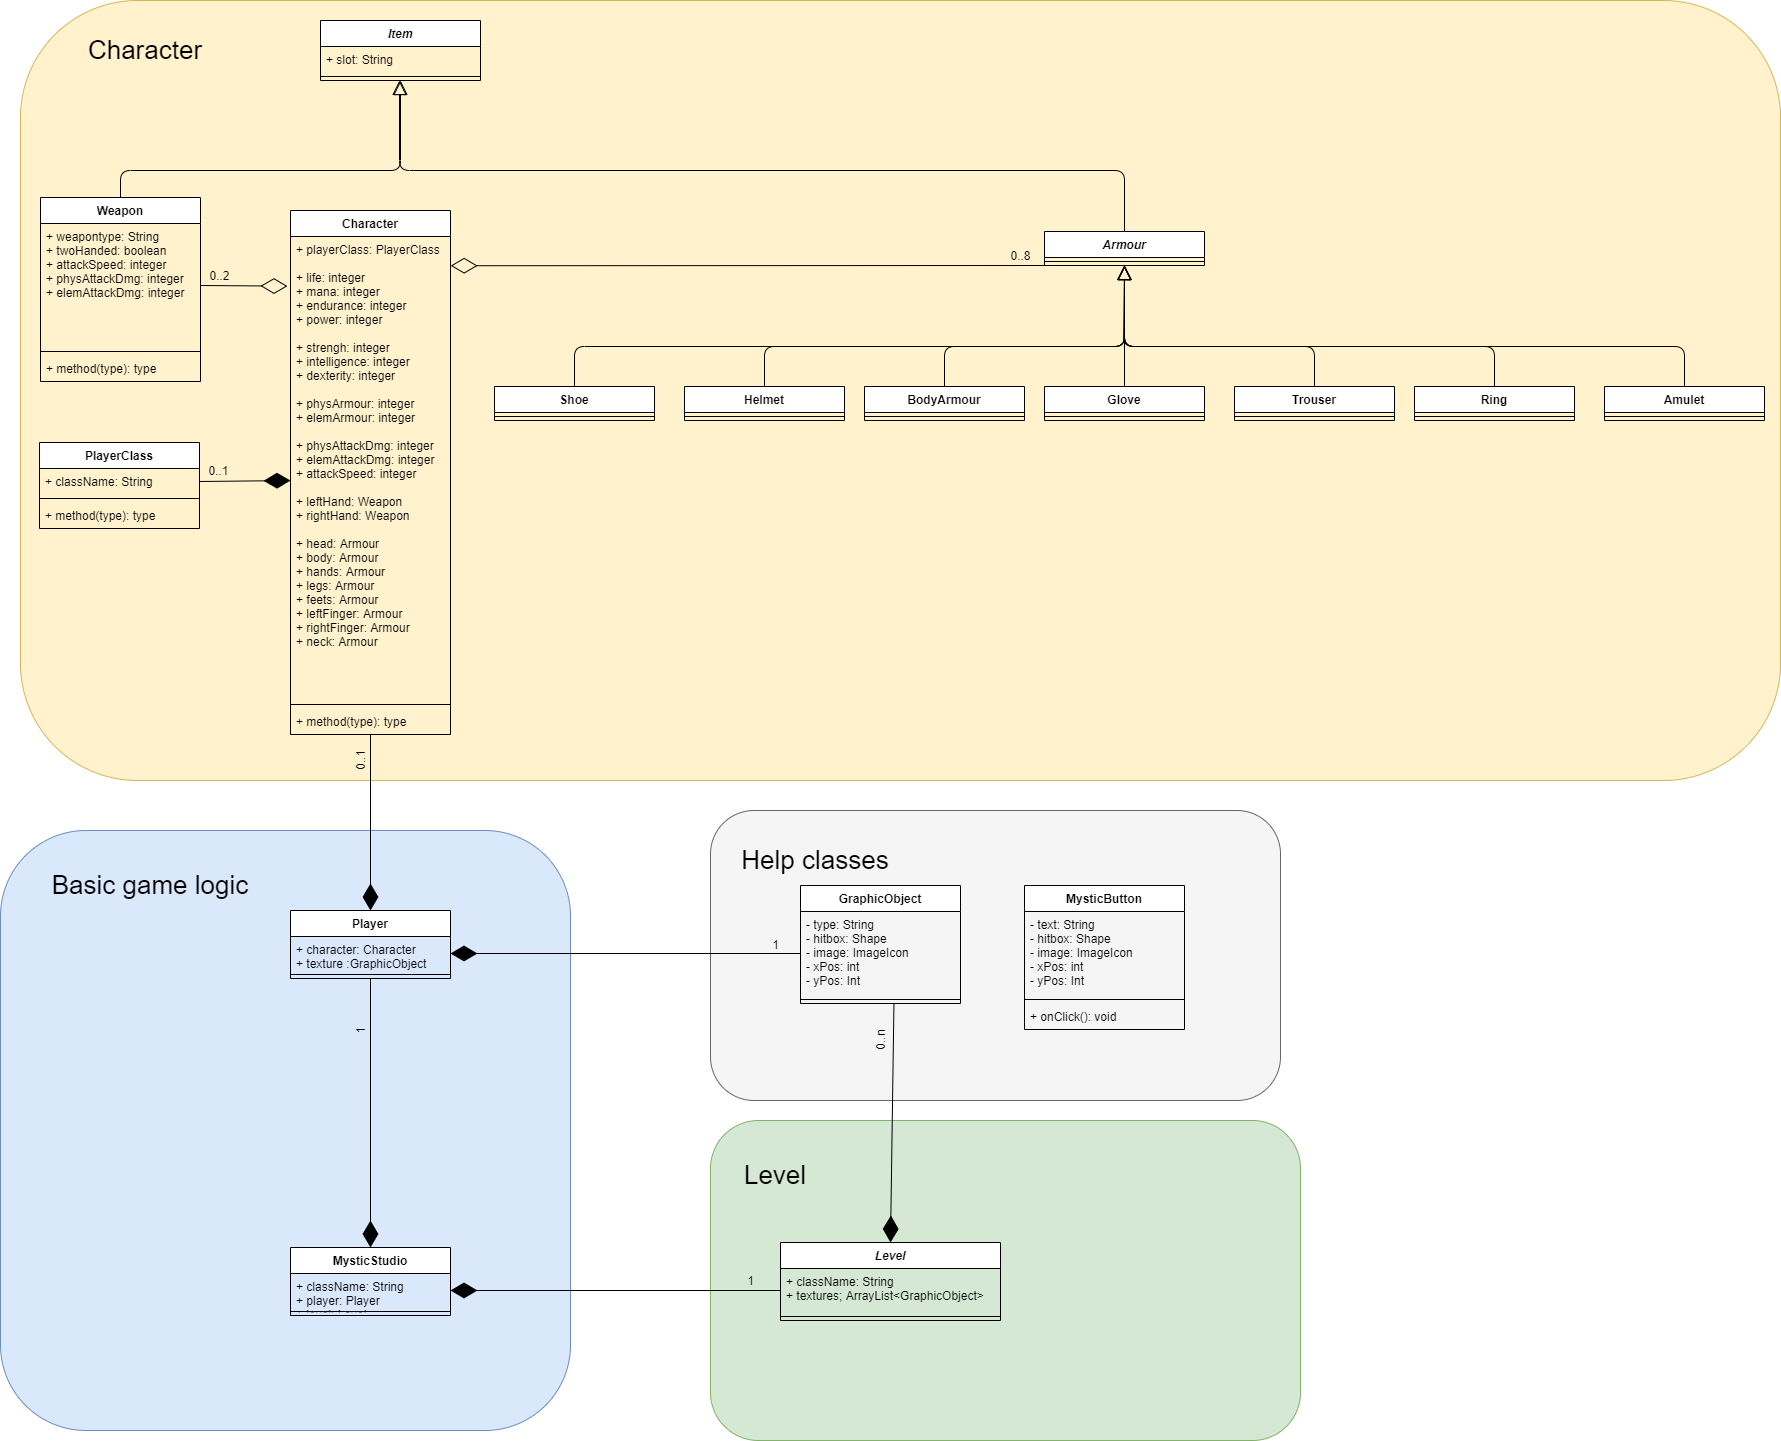 Character
Item
+ slot: String
Weapon
+ weapontype: String
+ twoHanded: boolean
+ attackSpeed: integer
+ physAttackDmg: integer
+ elemAttackDmg: integer
+ method(type): type
0..2
PlayerClass
+ className: String
+ method(type): type
0..1
Character
+ playerClass: PlayerClass
+ life: integer
+ mana: integer
+ endurance: integer
+ power: integer
+ strengh: integer
+ intelligence: integer
+ dexterity: integer
+ physArmour: integer
+ elemArmour: integer
+ physAttackDmg: integer
+ elemAttackDmg: integer
+ attackSpeed: integer
+ leftHand: Weapon
+ rightHand: Weapon
+ head: Armour
+ body: Armour
+ hands: Armour
+ legs: Armour
+ feets: Armour
+ leftFinger: Armour
+ rightFinger: Armour
+ neck: Armour
+ method(type): type
0..8
Armour
Shoe
Helmet
BodyArmour
Glove
Trouser
Ring
Amulet
0..1
Basic game logic
Player
+ character: Character
+ texture :GraphicObject
1
1
MysticStudio
+ className: String
+ player: Player
1
Help classes
GraphicObject
- type: String
- hitbox: Shape
- image: ImageIcon
- xPos: int
- yPos: Int
MysticButton
- text: String
- hitbox: Shape
- image: ImageIcon
- xPos: int
- yPos: Int
+ onClick(): void
0..n
Level
Level
+ className: String
+ textures; ArrayList<GraphicObject>